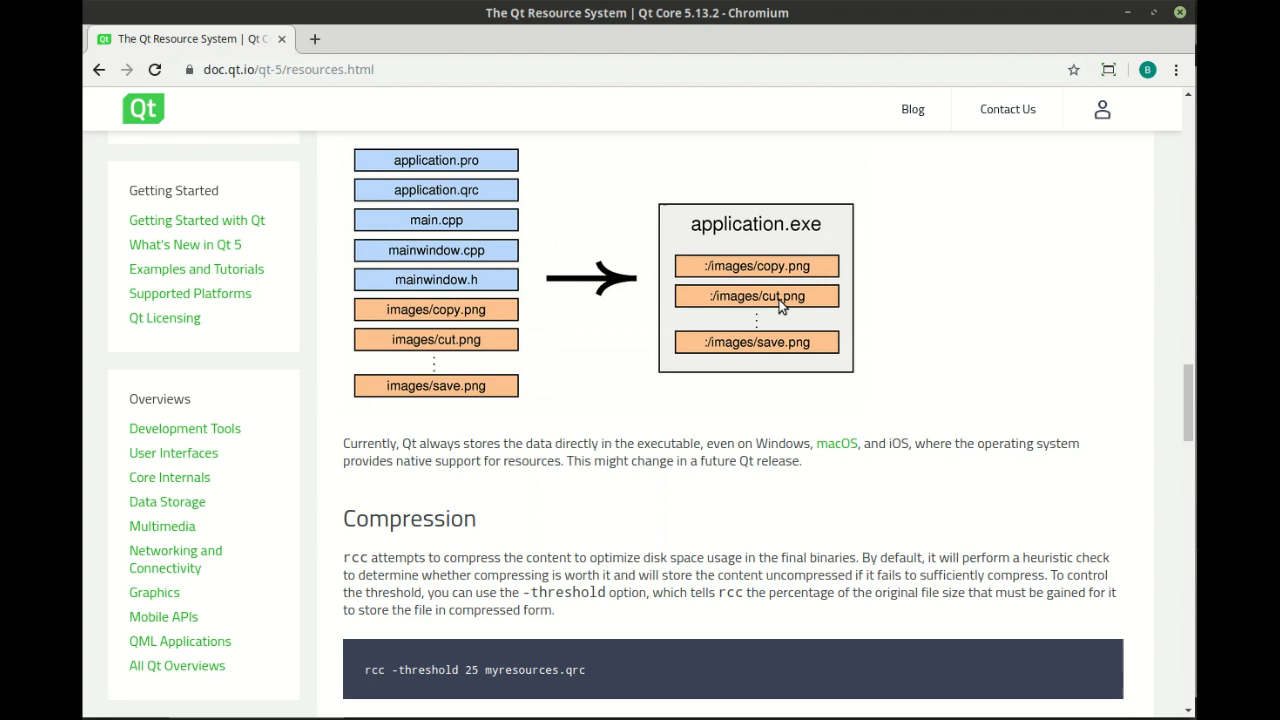 The Qt Resource System | Qt Core 5.13.2 - Chromium
The Qt Resource System | Qt C
doc.qt.io/qt-5/resources.html
B
Qt
Blog
Contact Us
Getting Started
Getting Started with Qt
What's New in Qt 5
Examples and Tutorials
Supported Platforms
Qt Licensing
Overviews
Development Tools
User Interfaces
Core Internals
Data Storage
Multimedia
Networking and
Connectivity
Graphics
Mobile APIs
QML Applications
All Qt Overviews
application.pro
application.qrc
main.cpp
mainwindow.cpp
mainwindow.h
images/copy.png
images/cut.png
⋮
images/save.png
application.exe
:/images/copy.png
:/images/cut.png
⋮
:/images/save.png
Currently, Qt always stores the data directly in the executable, even on Windows, macOS, and iOS, where the operating system
provides native support for resources. This might change in a future Qt release.
Compression
rcc attempts to compress the content to optimize disk space usage in the final binaries. By default, it will perform a heuristic check
to determine whether compressing is worth it and will store the content uncompressed if it fails to sufficiently compress. To control
the threshold, you can use the -threshold option, which tells rcc the percentage of the original file size that must be gained for it
to store the file in compressed form.
rcc -threshold 25 myresources.qrc